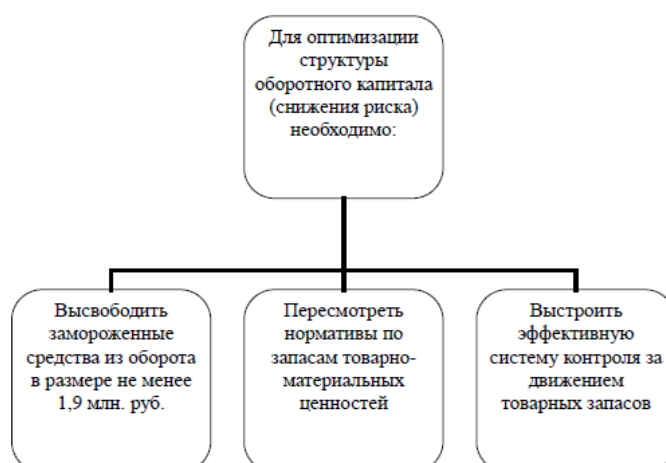 Для оптимизации
структуры
оборотного капитала
(снижения риска)
необходимо:
Высвободить
замороженные
средства из оборота
в размере не менее
1,9 млн. руб.
Пересмотреть
нормативы по
запасам товарно-
материальных
ценностей
Выстроить
эффективную
систему контроля за
движением
товарных запасов